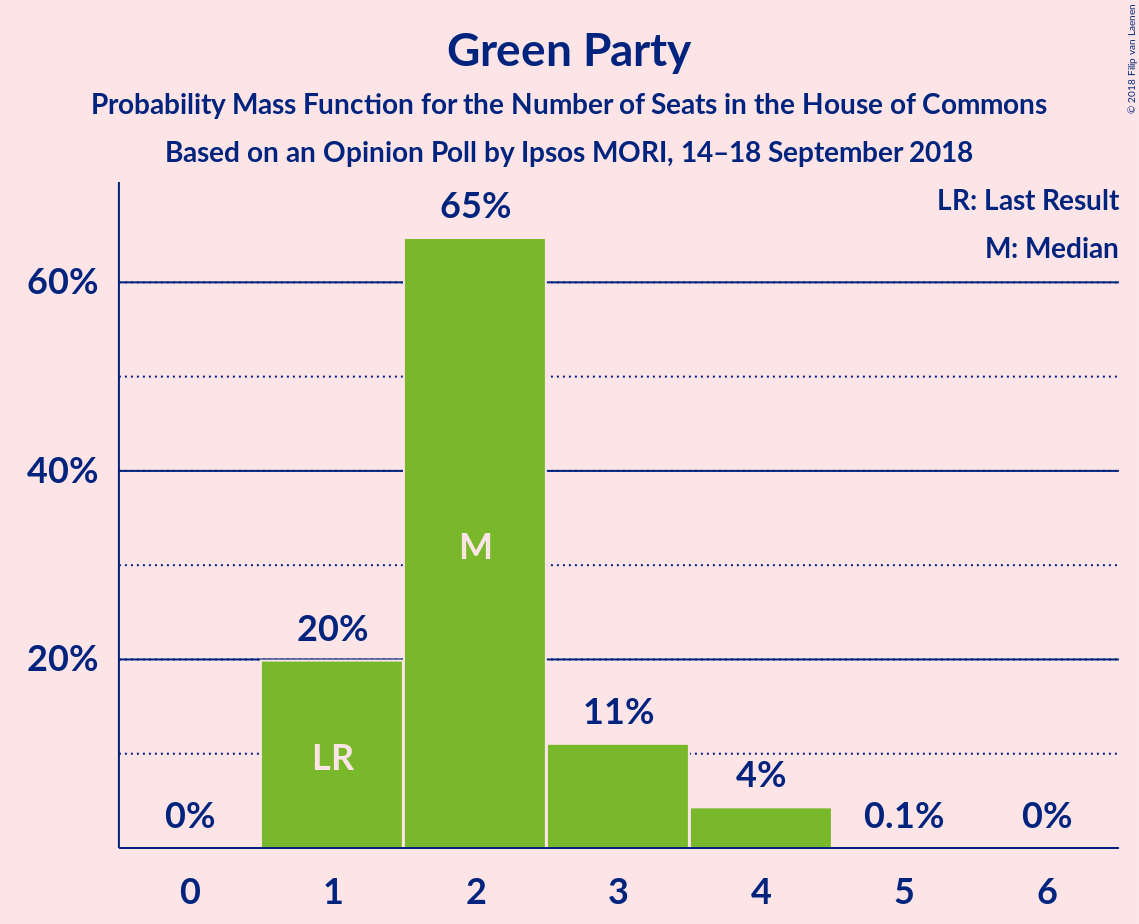 Green Party
Probability Mass Function for the Number of Seats in the House of Commons
Based on an Opinion Poll by Ipsos MORI, 14–18 September 2018
© 2018 Filip van Laenen
LR: Last Result
M: Median
60%
40%
20%
0%
20%
65%
11%
4%
0.1%
0%
LR
M
0
1
2
3
4
5
6